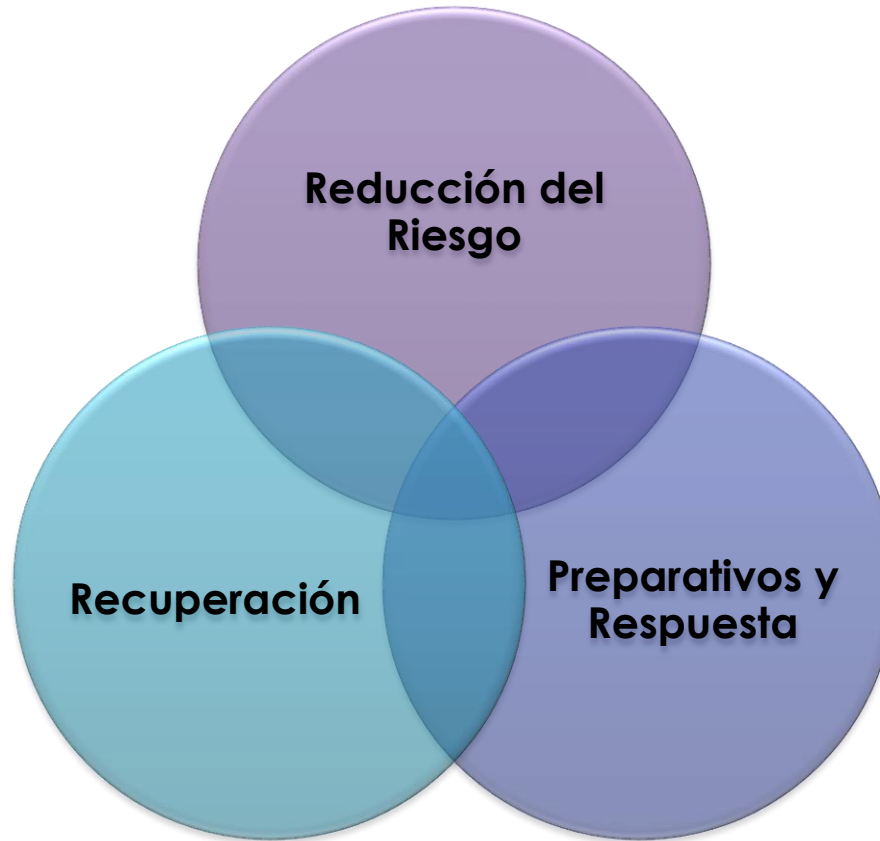 Reducción del
Riesgo
Recuperación
Preparativos y
Respuesta